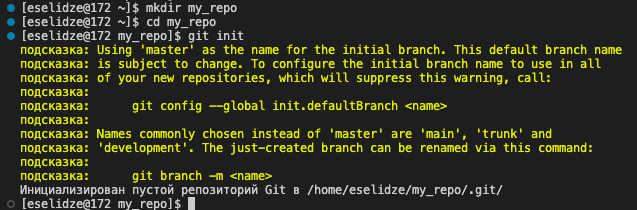 [eselidze@172 ~]$ mkdir my_repo
[eselidze@172 ~]$ cd my_repo
[eselidze@172 my_repo]$ git init
подсказка: Using 'master' as the name for the initial branch. This default branch name
подсказка: is subject to change. To configure the initial branch name to use in all
подсказка: of your new repositories, which will suppress this warning, call:
подсказка:
подсказка: 	git config --global init.defaultBranch <name>
подсказка:
подсказка: Names commonly chosen instead of 'master' are 'main', 'trunk' and
подсказка: 'development'. The just-created branch can be renamed via this command:
подсказка:
подсказка: 	git branch -m <name>
Инициализирован пустой репозиторий Git в /home/eselidze/my_repo/.git/
[eselidze@172 my_repo]$